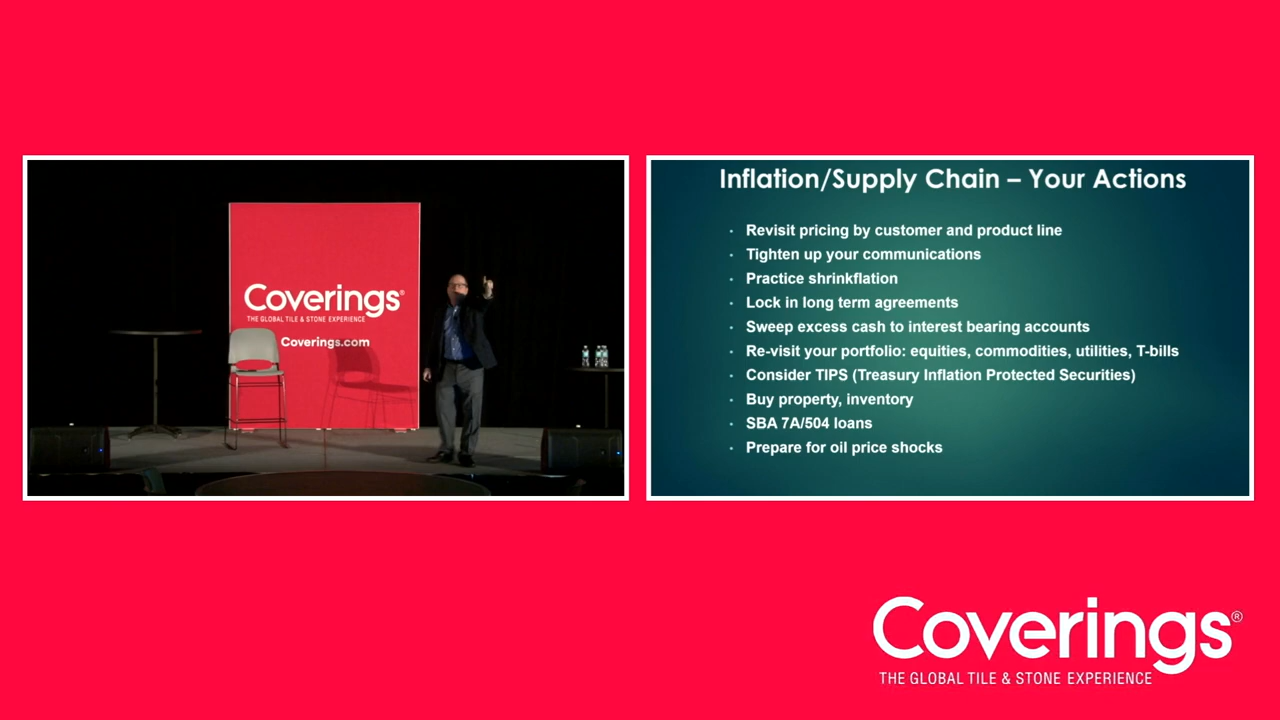 Coverings®
THE GLOBAL TILE & STONE EXPERIENCE
Coverings.com
Inflation/Supply Chain – Your Actions
· Revisit pricing by customer and product line
· Tighten up your communications
· Practice shrinkflation
· Lock in long term agreements
· Sweep excess cash to interest bearing accounts
· Re-visit your portfolio: equities, commodities, utilities, T-bills
· Consider TIPS (Treasury Inflation Protected Securities)
· Buy property, inventory
· SBA 7A/504 loans
· Prepare for oil price shocks
Coverings®
THE GLOBAL TILE & STONE EXPERIENCE